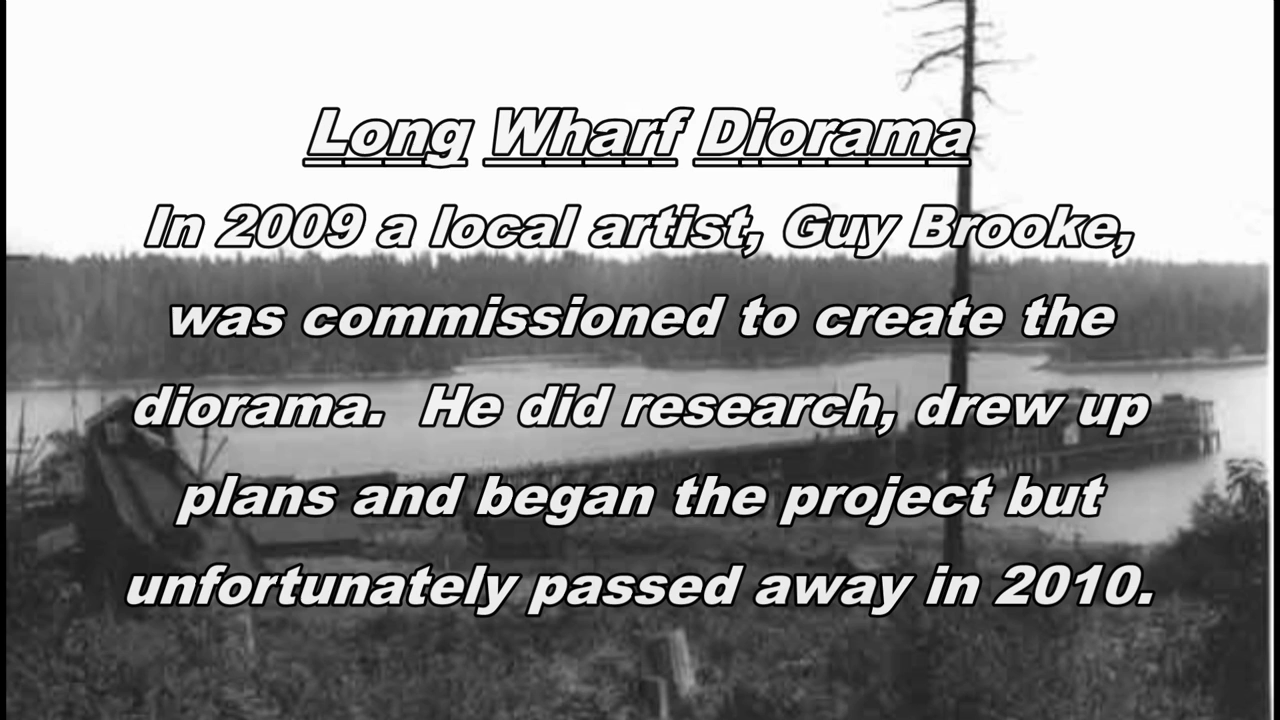 Long Wharf Diorama
In 2009 a local artist, Guy Brooke,
was commissioned to create the
diorama.  He did research, drew up
plans and began the project but
unfortunately passed away in 2010.